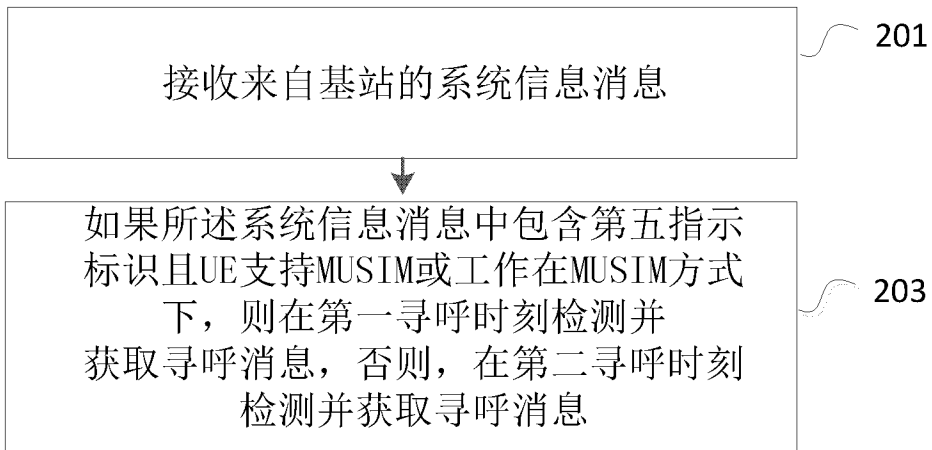 接收来自基站的系统信息消息
201
如果所述系统信息消息中包含第五指示
标识且UE支持MUSIM或工作在MUSIM方式
下，则在第一寻呼时刻检测并
获取寻呼消息，否则，在第二寻呼时刻
检测并获取寻呼消息
203